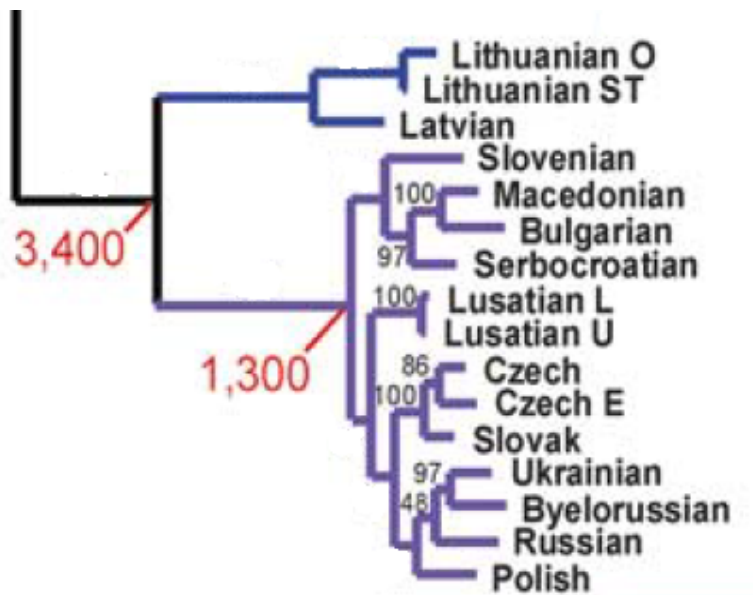 Lithuanian O
Lithuanian ST
Latvian
Slovenian
100 Macedonian
Bulgarian
97 Serbocroatian
3,400
100 Lusatian L
Lusatian U
1,300
86 Czech
100 Czech E
Slovak
97 Ukrainian
48 Byelorussian
Russian
Polish